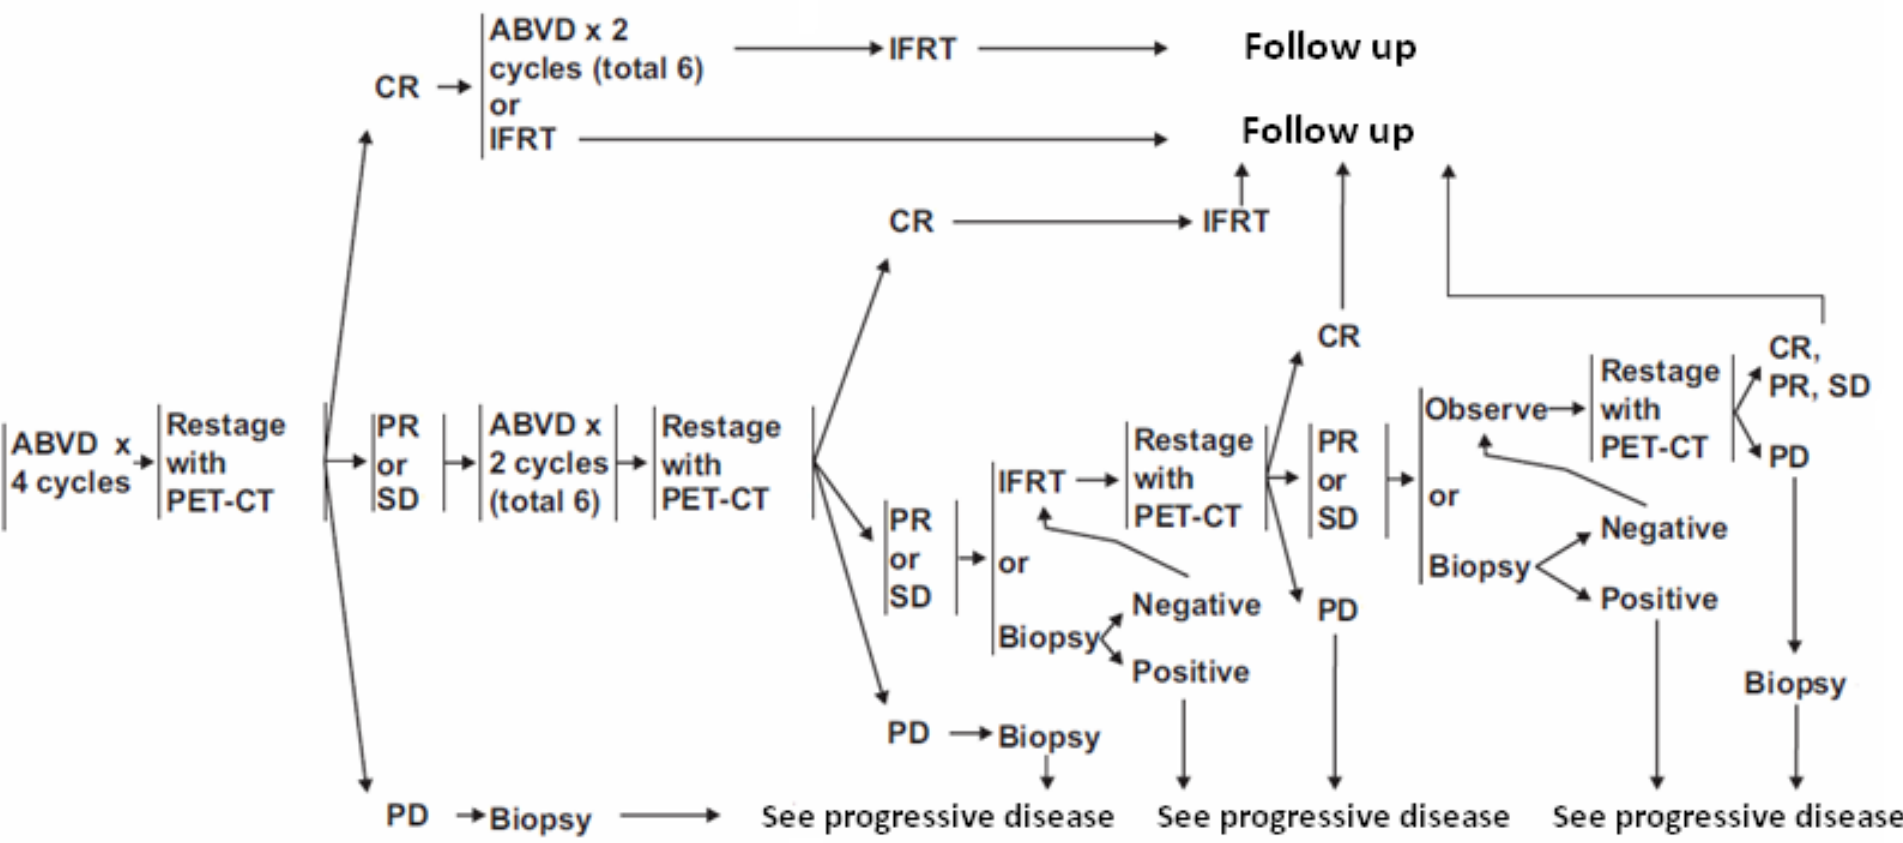 ABVD x 2
cycles (total 6)
or
IFRT
IFRT
Follow up
CR
Follow up
CR
IFRT
ABVD x
4 cycles
Restage
with
PET-CT
PR
or
SD
ABVD x
2 cycles
(total 6)
Restage
with
PET-CT
PR
or
SD
IFRT
or
Biopsy
Restage
with
PET-CT
Negative
Positive
CR
PR
or
SD
PD
Observe
or
Biopsy
Restage
with
PET-CT
Negative
Positive
CR,
PR, SD
PD
Biopsy
PD
Biopsy
PD
Biopsy
See progressive disease
See progressive disease
See progressive disease